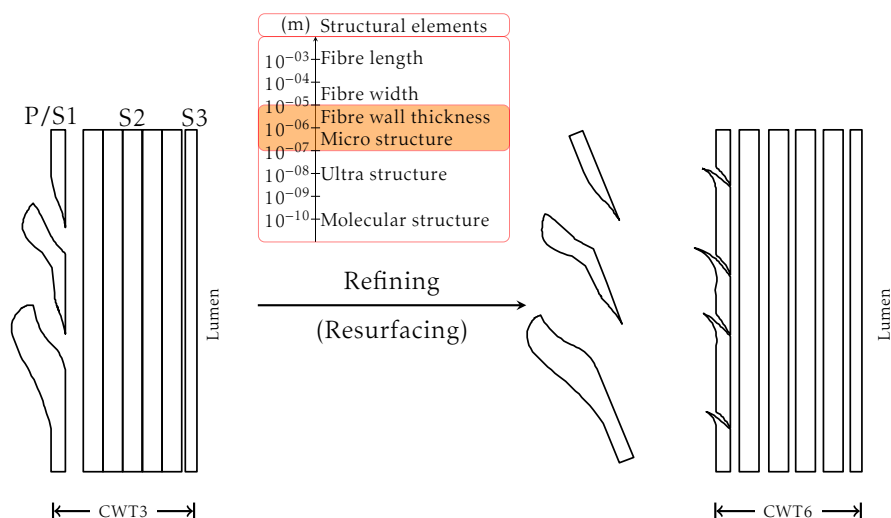 (m) Structural elements
10⁻⁰³ Fibre length
10⁻⁰⁴
Fibre width
10⁻⁰⁵
Fibre wall thickness
10⁻⁰⁶
Micro structure
10⁻⁰⁷
10⁻⁰⁸ Ultra structure
10⁻⁰⁹
10⁻¹⁰ Molecular structure
P/S1 S2 S3
Lumen
Refining
(Resurfacing)
Lumen
CWT3
CWT6